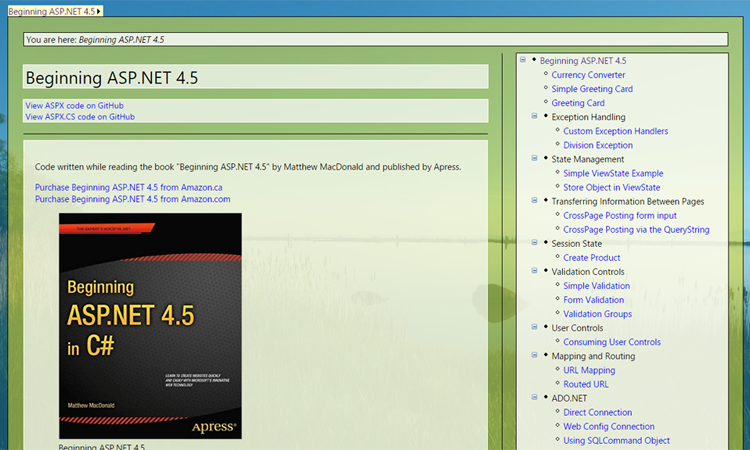 Beginning ASP.NET 4.5
You are here: Beginning ASP.NET 4.5
Beginning ASP.NET 4.5
View ASPX code on GitHub
View ASPX.CS code on GitHub
Code written while reading the book "Beginning ASP.NET 4.5" by Matthew MacDonald and published by Apress.
Purchase Beginning ASP.NET 4.5 from Amazon.ca
Purchase Beginning ASP.NET 4.5 from Amazon.com
THE EXPERT'S VOICE® IN .NET
Beginning
ASP.NET 4.5
in C#
LEARN TO CREATE WEBSITES QUICKLY
AND EASILY WITH MICROSOFT'S INNOVATIVE
WEB TECHNOLOGY
Matthew MacDonald
Apress®
Beginning ASP.NET 4.5
Beginning ASP.NET 4.5
Currency Converter
Simple Greeting Card
Greeting Card
Exception Handling
Custom Exception Handlers
Division Exception
State Management
Simple ViewState Example
Store Object in ViewState
Transferring Information Between Pages
CrossPage Posting form input
CrossPage Posting via the QueryString
Session State
Create Product
Validation Controls
Simple Validation
Form Validation
Validation Groups
User Controls
Consuming User Controls
Mapping and Routing
URL Mapping
Routed URL
ADO.NET
Direct Connection
Web Config Connection
Using SQLCommand Object